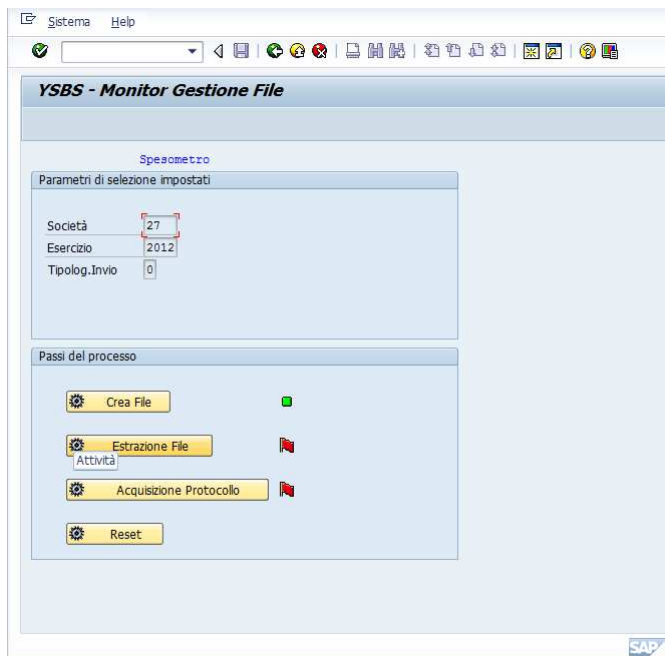 Sistema Help
YSBS - Monitor Gestione File
Spesometro
Parametri di selezione impostati
Società 27
Esercizio 2012
Tipolog.Invio 0
Passi del processo
Crea File
Estrazione File
Attività
Acquisizione Protocollo
Reset
SAP